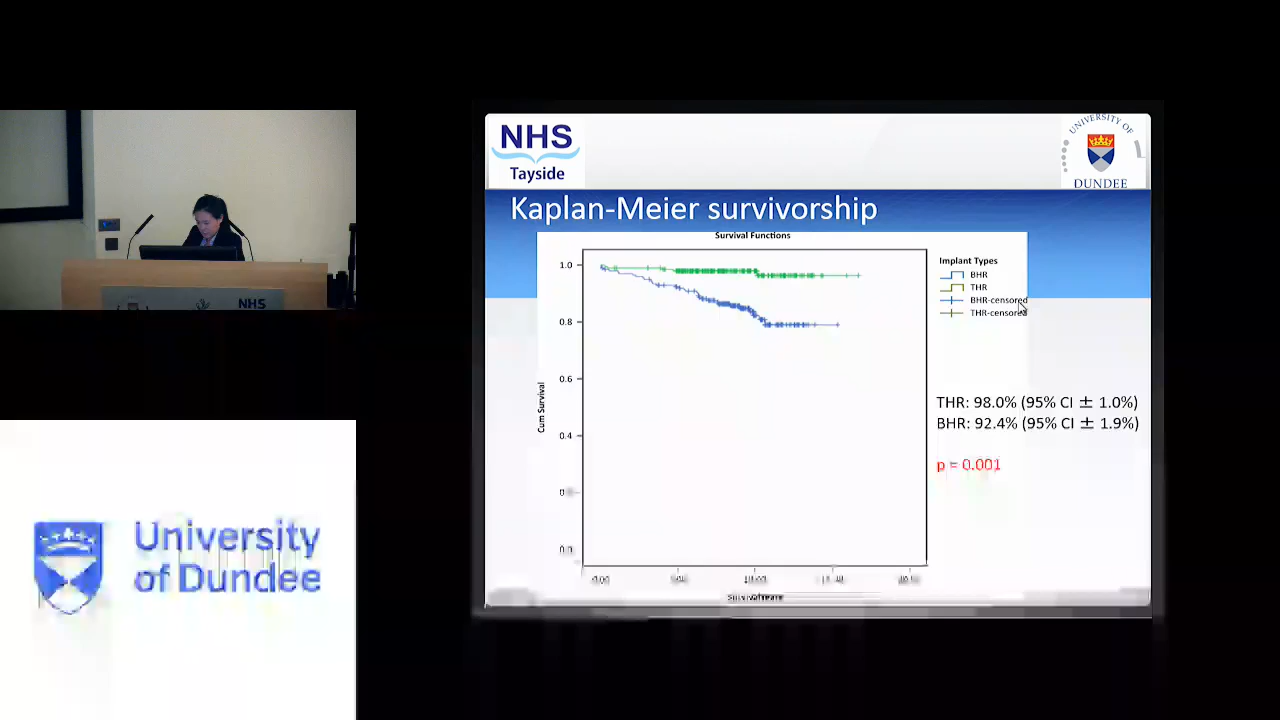 NHS
Tayside
UNIVERSITY OF
DUNDEE
Kaplan-Meier survivorship
Survival Functions
1.0
0.8
0.6
0.4
Cum Survival
Implant Types
BHR
THR
BHR-censored
THR-censored
THR: 98.0% (95% CI ± 1.0%)
BHR: 92.4% (95% CI ± 1.9%)
p = 0.001
NHS
University
of Dundee